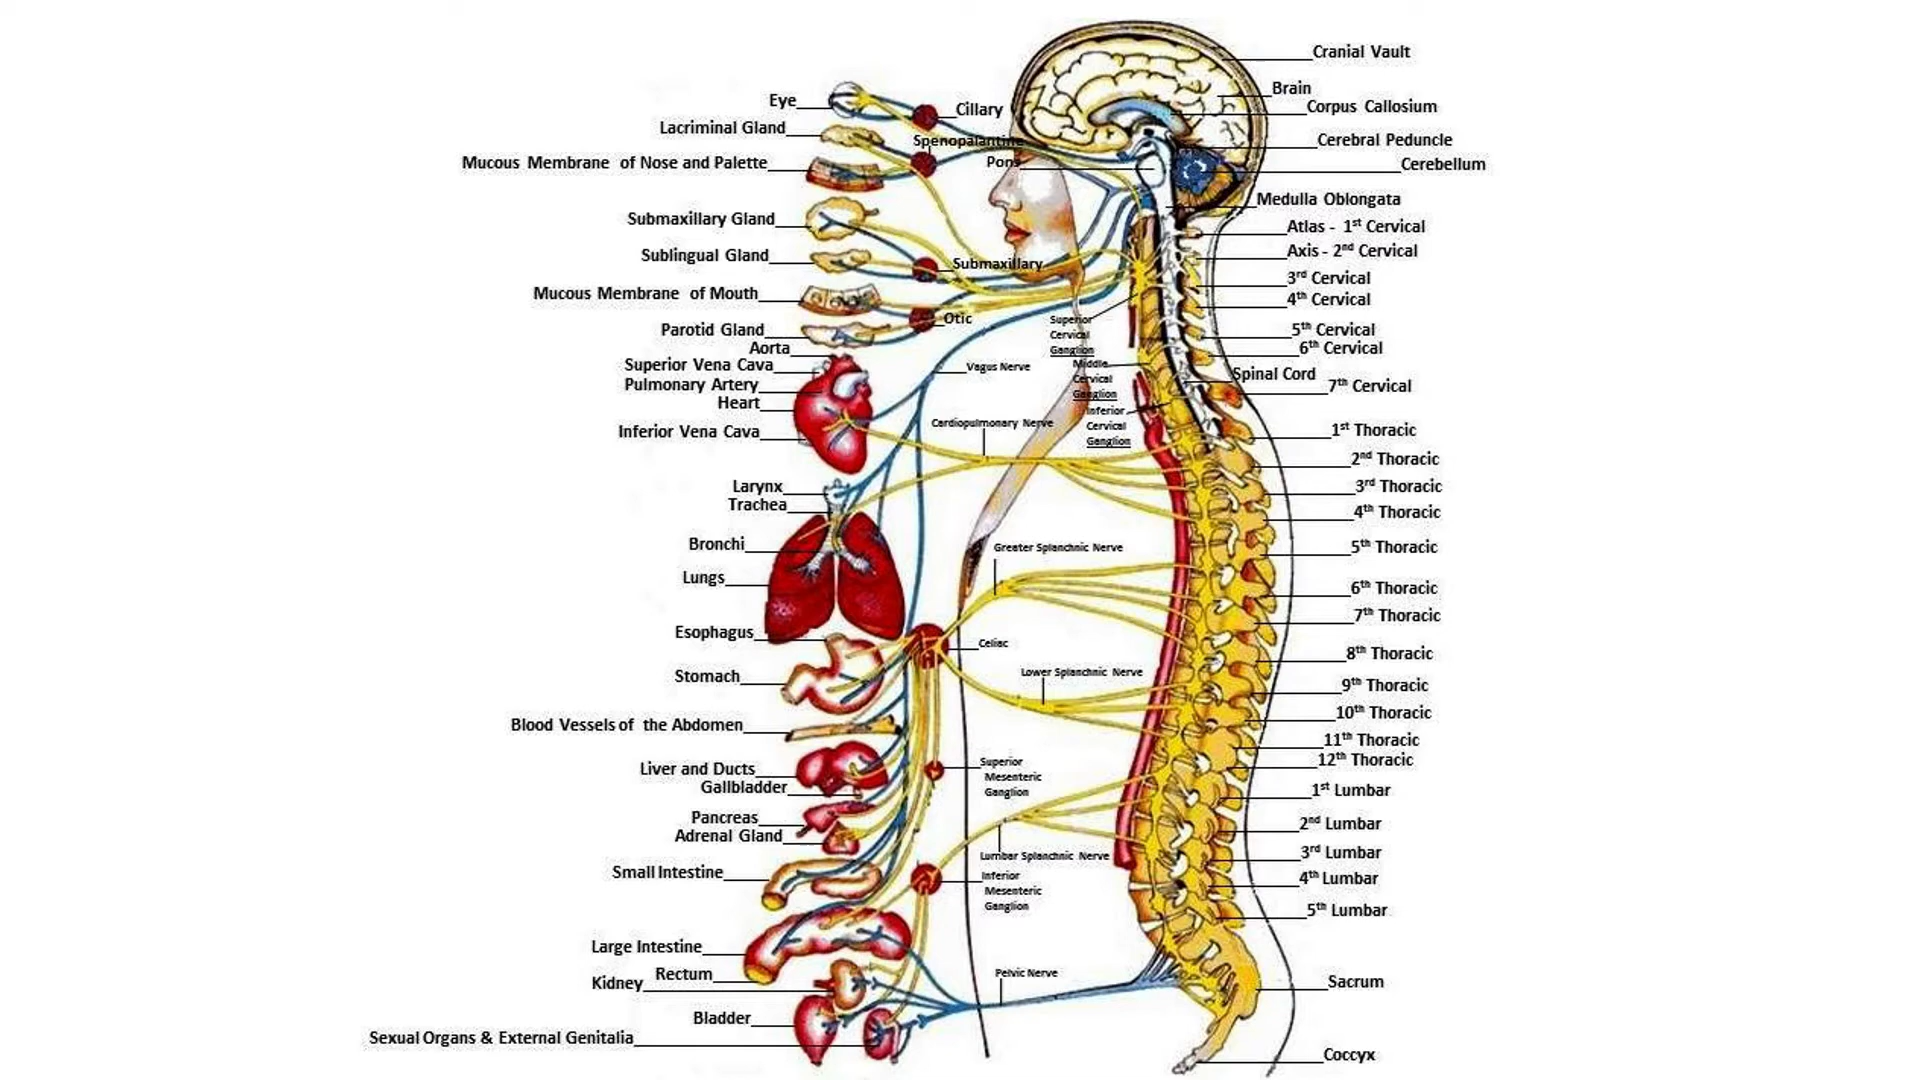 Cranial Vault
Brain
Corpus Callosium
Cerebral Peduncle
Cerebellum
Medulla Oblongata
Atlas - 1st Cervical
Axis - 2nd Cervical
3rd Cervical
4th Cervical
5th Cervical
6th Cervical
Spinal Cord
7th Cervical
1st Thoracic
2nd Thoracic
3rd Thoracic
4th Thoracic
5th Thoracic
6th Thoracic
7th Thoracic
8th Thoracic
9th Thoracic
10th Thoracic
11th Thoracic
12th Thoracic
1st Lumbar
2nd Lumbar
3rd Lumbar
4th Lumbar
5th Lumbar
Sacrum
Coccyx
Eye
Lacriminal Gland
Mucous Membrane of Nose and Palette
Submaxillary Gland
Sublingual Gland
Mucous Membrane of Mouth
Parotid Gland
Aorta
Superior Vena Cava
Pulmonary Artery
Heart
Inferior Vena Cava
Larynx
Trachea
Bronchi
Lungs
Esophagus
Stomach
Blood Vessels of the Abdomen
Liver and Ducts
Gallbladder
Pancreas
Adrenal Gland
Small Intestine
Large Intestine
Rectum
Kidney
Bladder
Sexual Organs & External Genitalia
Cillary
Spenopalantine
Pons
Submaxillary
Otic
Superior
Cervical
Ganglion
Middle
Cervical
Ganglion
Inferior
Cervical
Ganglion
Vagus Nerve
Cardiopulmonary Nerve
Greater Splanchnic Nerve
Celiac
Lower Splanchnic Nerve
Superior
Mesenteric
Ganglion
Lumbar Splanchnic Nerve
Inferior
Mesenteric
Ganglion
Pelvic Nerve